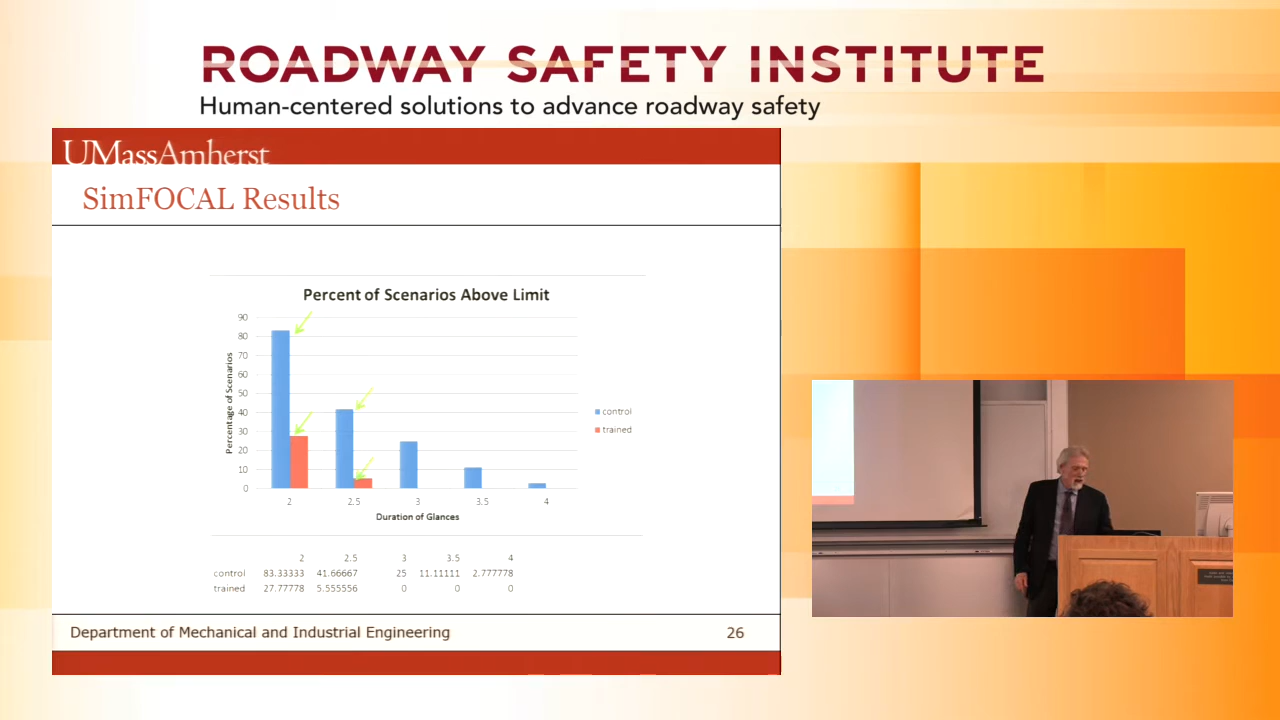 ROADWAY SAFETY INSTITUTE
Human-centered solutions to advance roadway safety
UMassAmherst
SimFOCAL Results
Percent of Scenarios Above Limit
Percentage of Scenarios
90
80
70
60
50
40
30
20
10
0
2 2.5 3 3.5 4
Duration of Glances
control
trained
2 2.5 3 3.5 4
control 83.33333 41.66667 25 11.11111 2.777778
trained 27.77778 5.555556 0 0 0
Department of Mechanical and Industrial Engineering 26